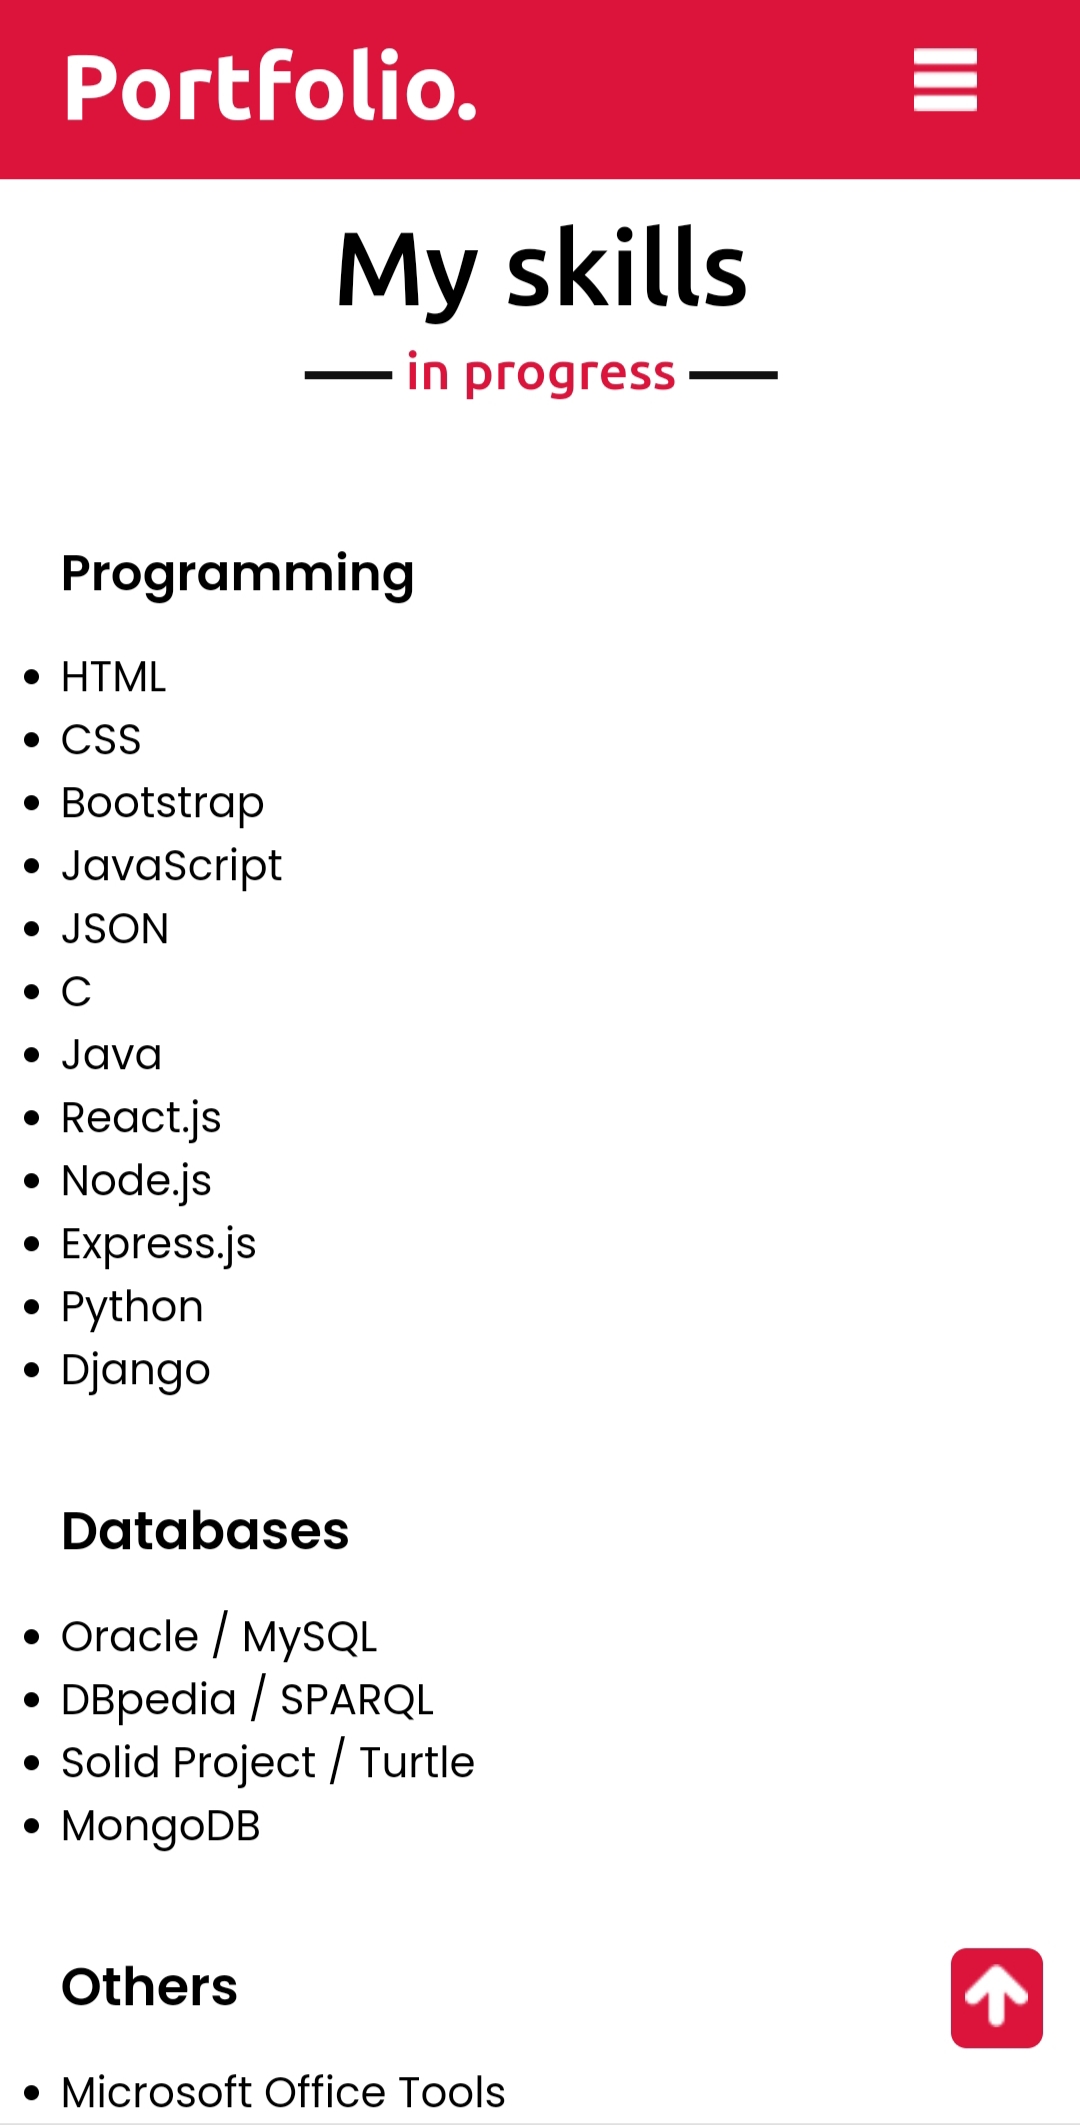 Portfolio.
My skills
in progress
Programming
HTML
CSS
Bootstrap
JavaScript
JSON
C
Java
React.js
Node.js
Express.js
Python
Django
Databases
Oracle / MySQL
DBpedia / SPARQL
Solid Project / Turtle
MongoDB
Others
Microsoft Office Tools